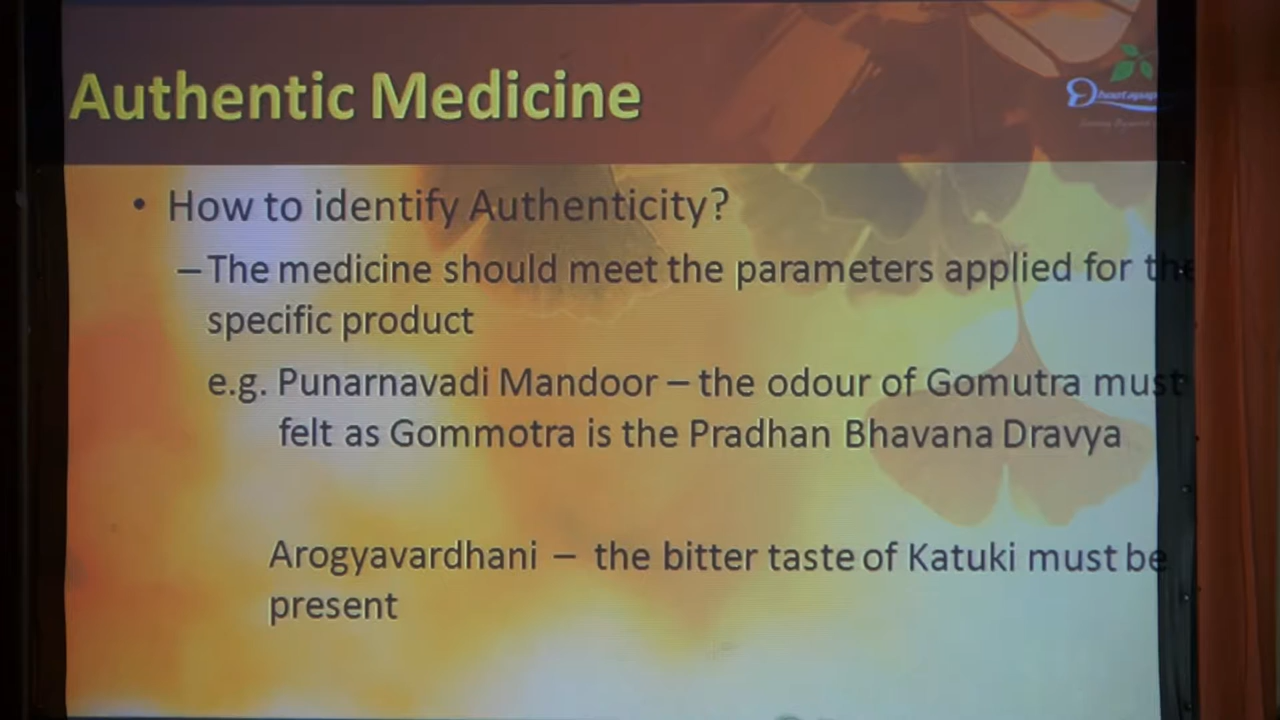 Authentic Medicine
• How to identify Authenticity?
– The medicine should meet the parameters applied for the
specific product
e.g. Punarnavadi Mandoor – the odour of Gomutra must
felt as Gommotra is the Pradhan Bhavana Dravya
Arogyavardhani – the bitter taste of Katuki must be
present